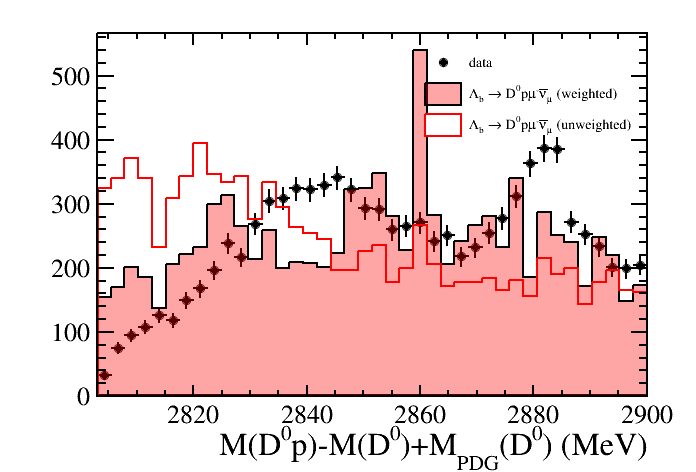 500
400
300
200
100
0
data
Λb → D⁰pμ ν̄μ (weighted)
Λb → D⁰pμ ν̄μ (unweighted)
2820 2840 2860 2880 2900
M(D⁰p)-M(D⁰)+M_PDG(D⁰) (MeV)